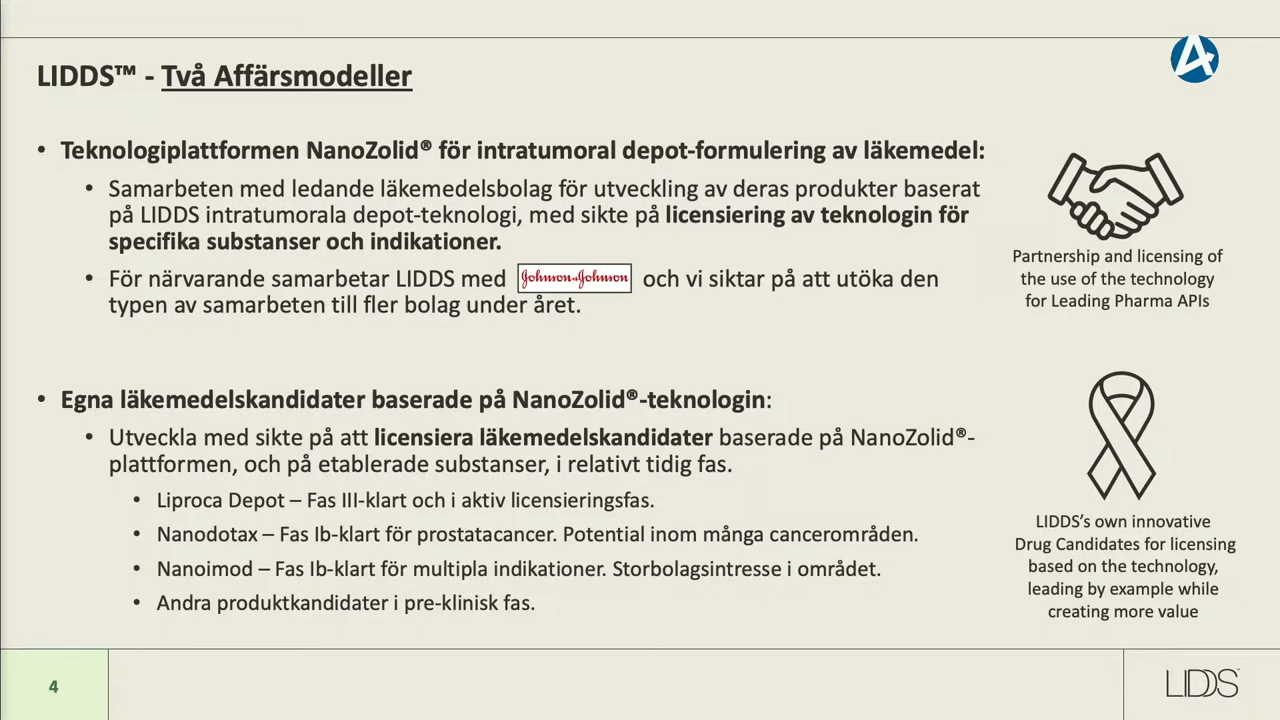 LIDDS™ - Två Affärsmodeller
• Teknologiplattformen NanoZolid® för intratumoral depot-formulering av läkemedel:
• Samarbeten med ledande läkemedelsbolag för utveckling av deras produkter baserat
på LIDDS intratumorala depot-teknologi, med sikte på licensiering av teknologin för
specifika substanser och indikationer.
• För närvarande samarbetar LIDDS med Johnson&Johnson och vi siktar på att utöka den
typen av samarbeten till fler bolag under året.
Partnership and licensing of
the use of the technology
for Leading Pharma APIs
• Egna läkemedelskandidater baserade på NanoZolid®-teknologin:
• Utveckla med sikte på att licensiera läkemedelskandidater baserade på NanoZolid®-
plattformen, och på etablerade substanser, i relativt tidig fas.
• Liproca Depot – Fas III-klart och i aktiv licensieringsfas.
• Nanodotax – Fas Ib-klart för prostatacancer. Potential inom många cancerområden.
• Nanoimod – Fas Ib-klart för multipla indikationer. Storbolagsintresse i området.
• Andra produktkandidater i pre-klinisk fas.
LIDDS’s own innovative
Drug Candidates for licensing
based on the technology,
leading by example while
creating more value
4
LIDDS™